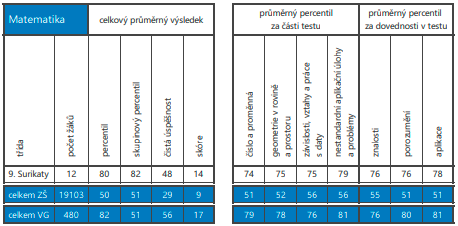 Matematika
celkový průměrný výsledek
průměrný percentil
za části testu
průměrný percentil
za dovednosti v testu
třída
počet žáků
percentil
skupinový percentil
čistá úspěšnost
skóre
číslo a proměnná
geometrie v rovině
a prostoru
závislosti, vztahy a práce
s daty
nestandardní aplikační úlohy
a problémy
znalosti
porozumění
aplikace
9. Surikaty 12 80 82 48 14 74 75 75 79 76 76 78
celkem ZŠ 19103 50 51 29 9 51 52 56 56 55 51 51
celkem VG 480 82 51 56 17 79 78 76 81 76 80 81